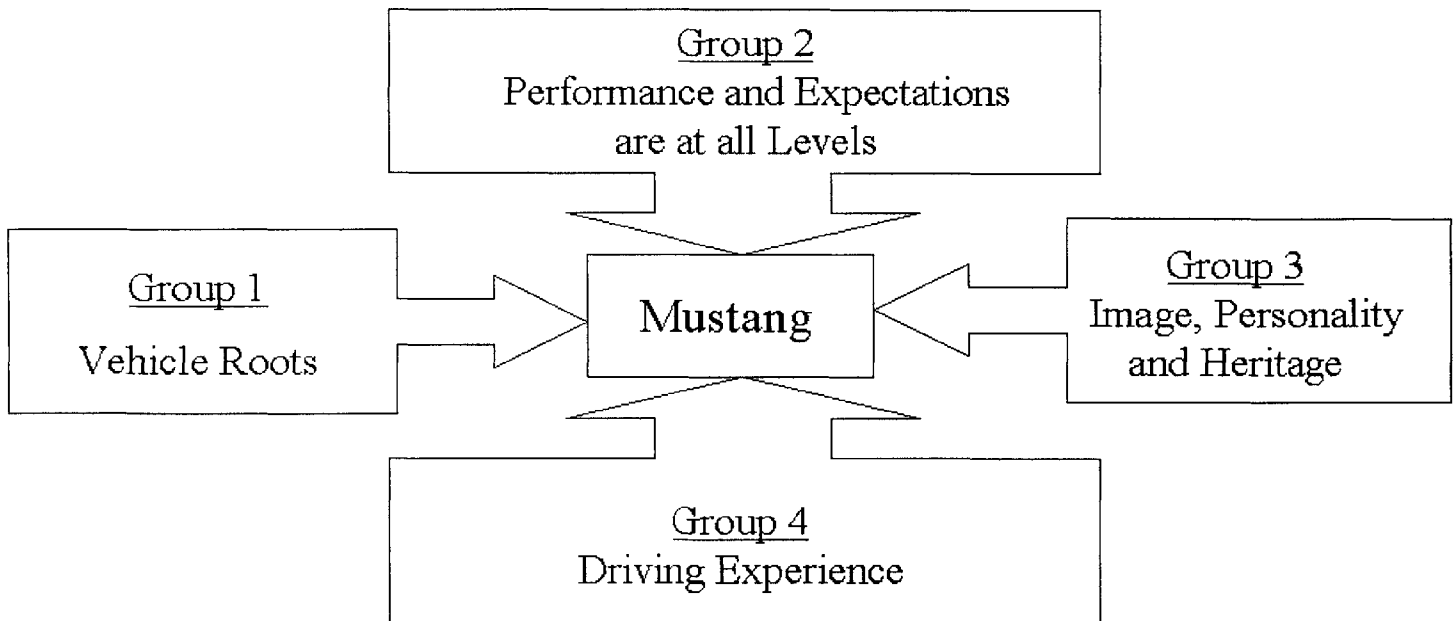 Group 2
Performance and Expectations
are at all Levels
Group 1
Vehicle Roots
Mustang
Group 3
Image, Personality
and Heritage
Group 4
Driving Experience